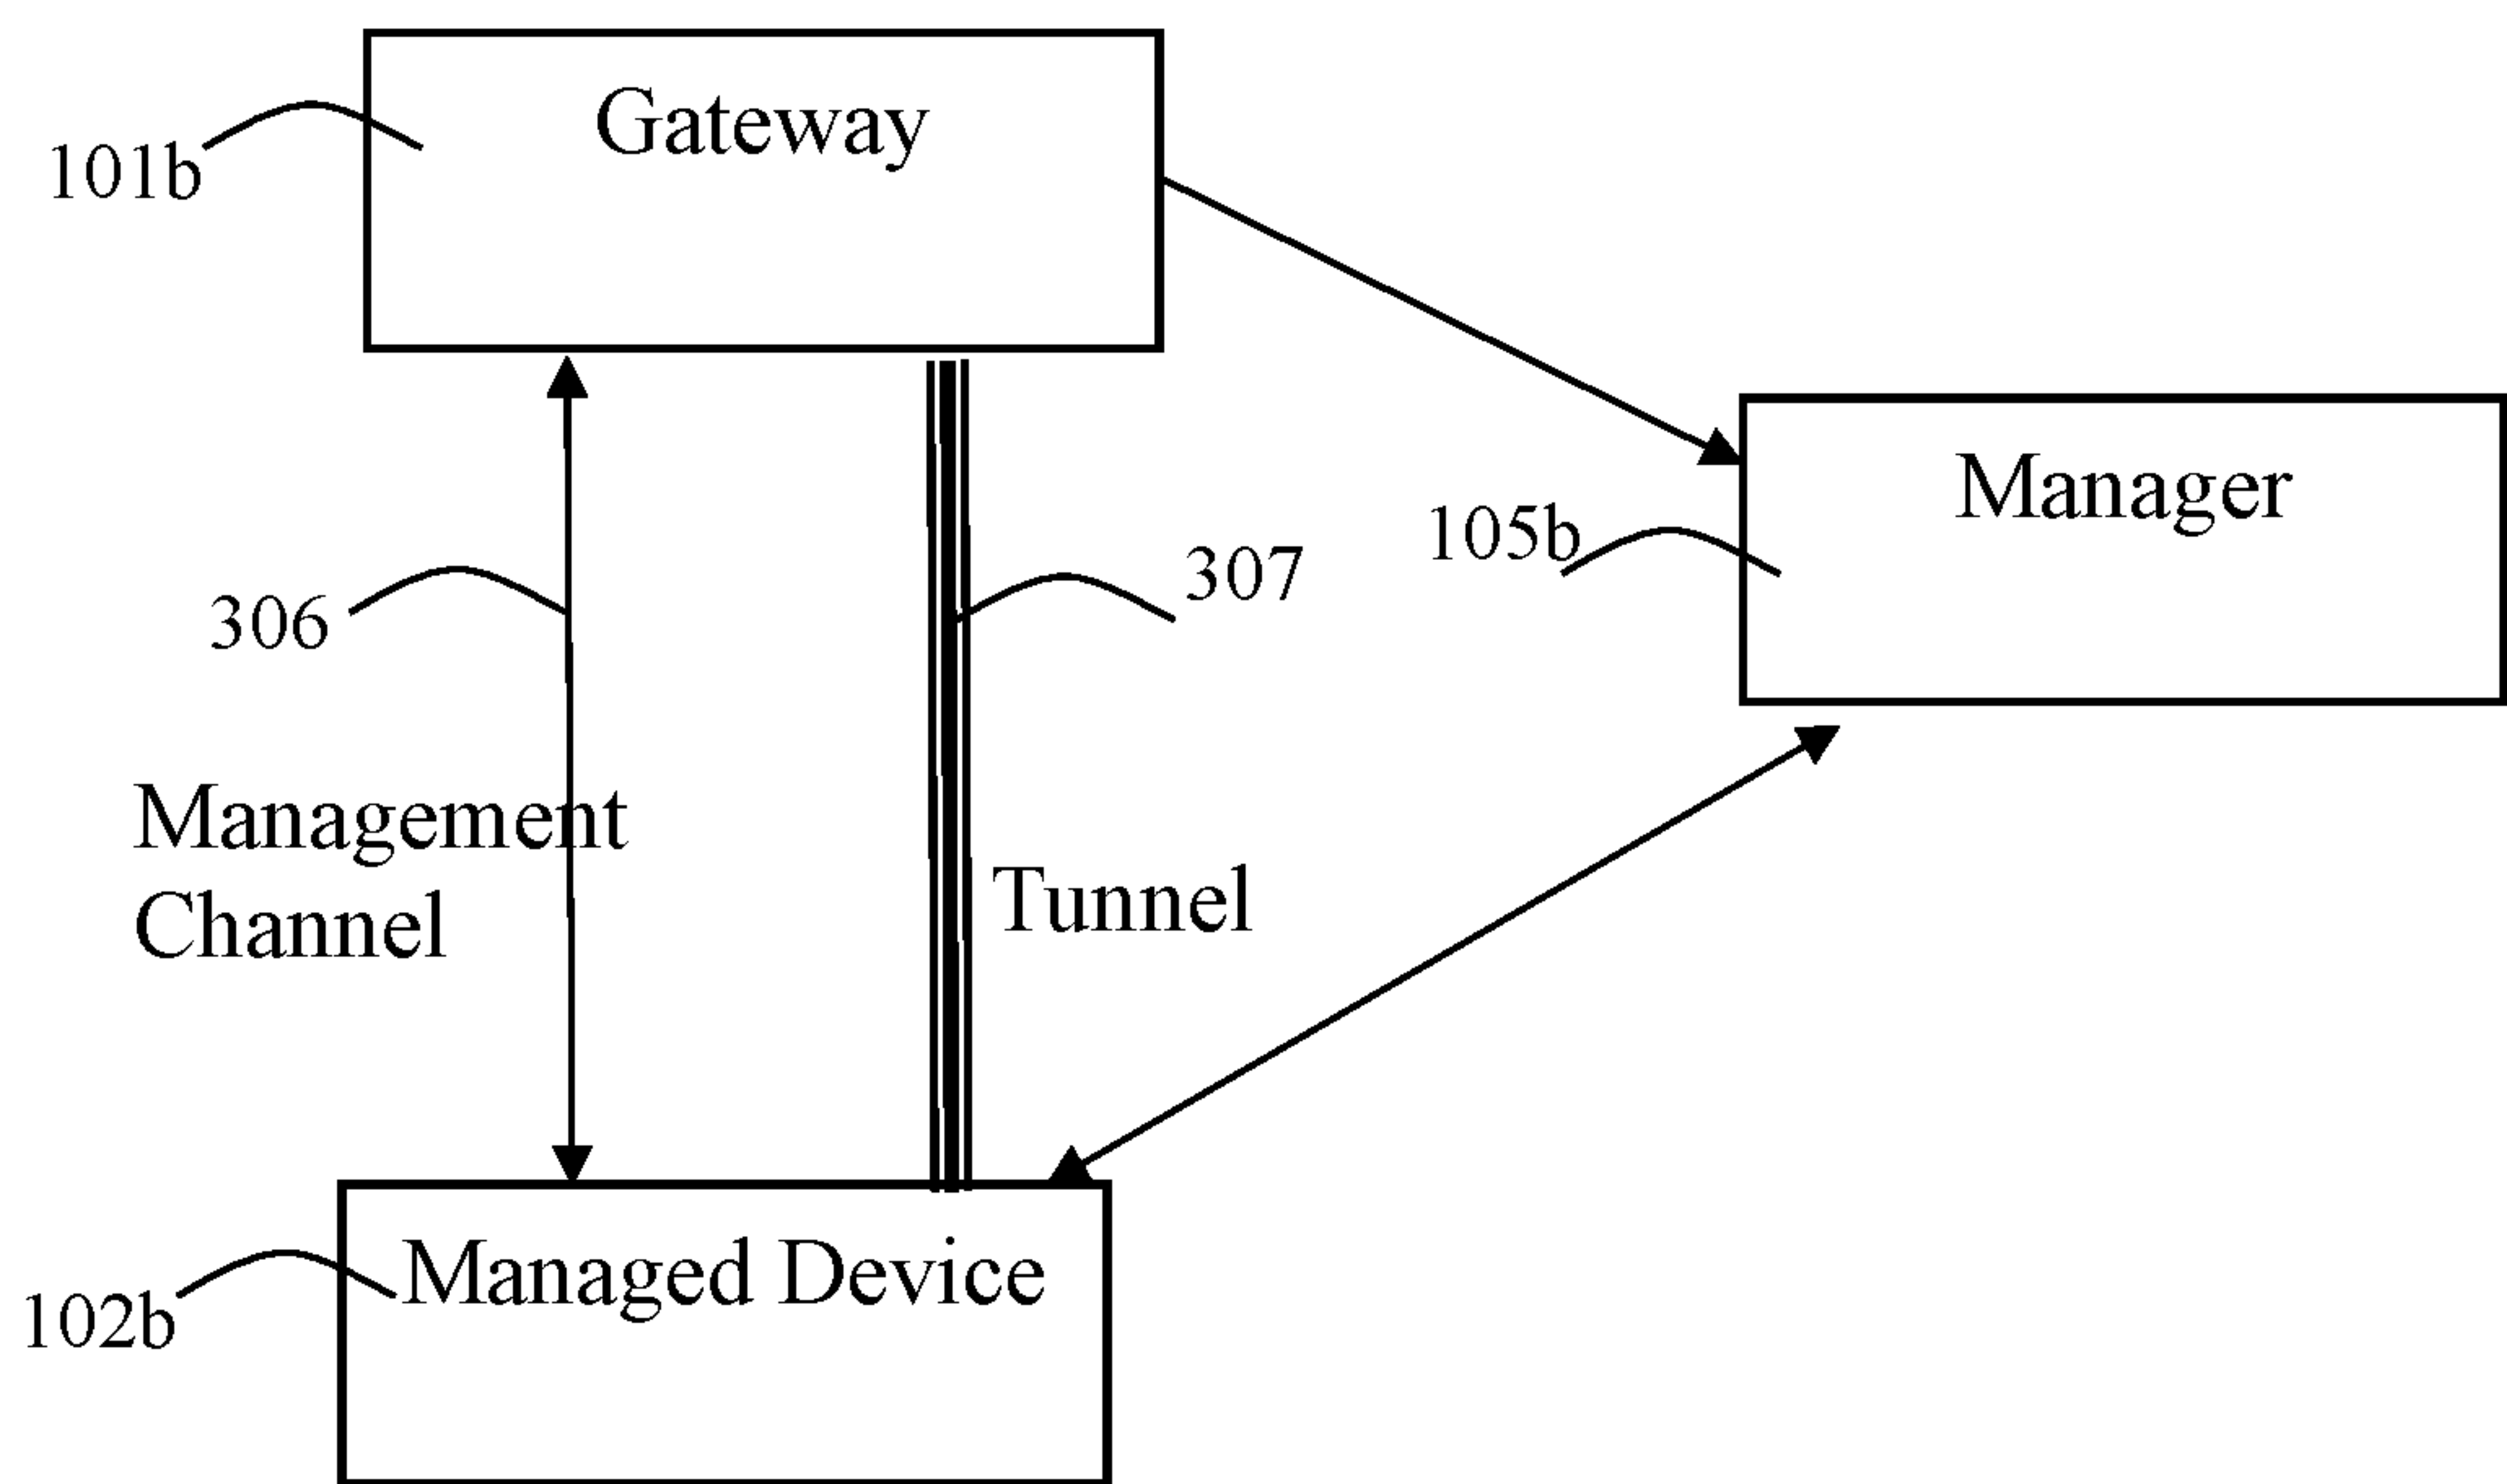 Gateway
101b
Manager
105b
307
306
Management
Channel
Tunnel
Managed Device
102b